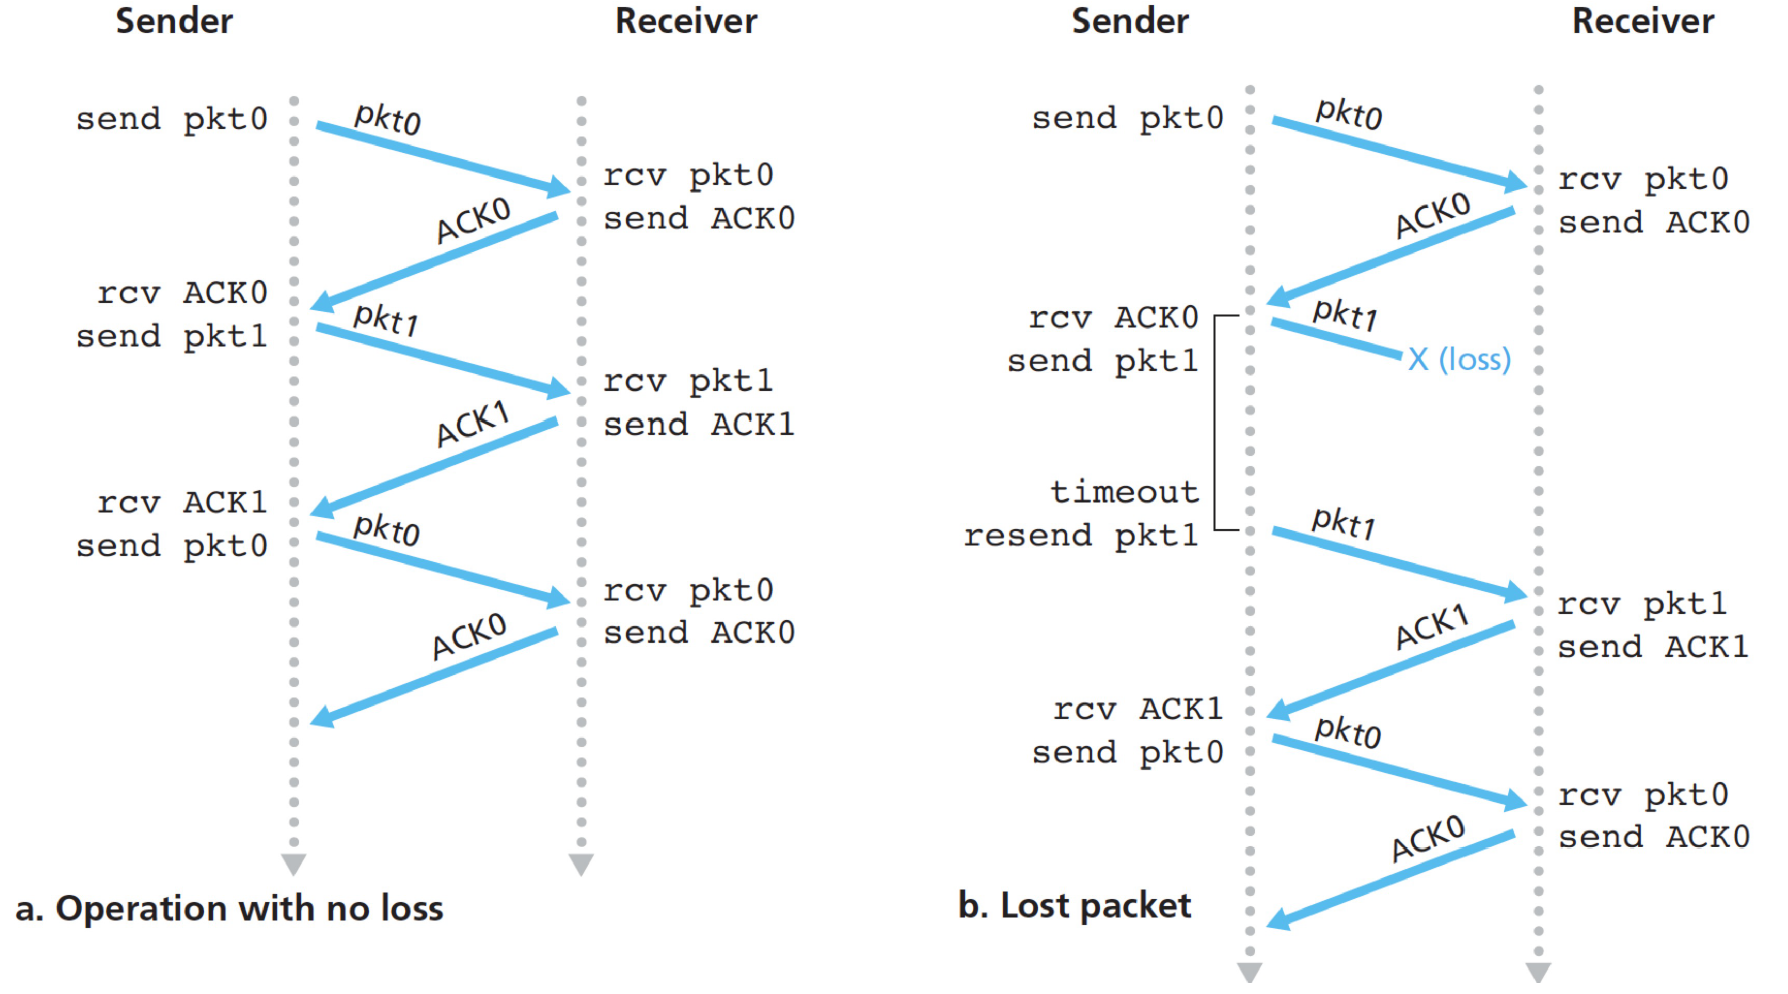 Sender Receiver
send pkt0
pkt0
rcv pkt0
send ACK0
ACK0
rcv ACK0
send pkt1
pkt1
rcv pkt1
send ACK1
ACK1
rcv ACK1
send pkt0
pkt0
rcv pkt0
send ACK0
ACK0
a. Operation with no loss
Sender Receiver
send pkt0
pkt0
rcv pkt0
send ACK0
ACK0
rcv ACK0
send pkt1
pkt1
X (loss)
timeout
resend pkt1
pkt1
rcv pkt1
send ACK1
ACK1
rcv ACK1
send pkt0
pkt0
rcv pkt0
send ACK0
ACK0
b. Lost packet